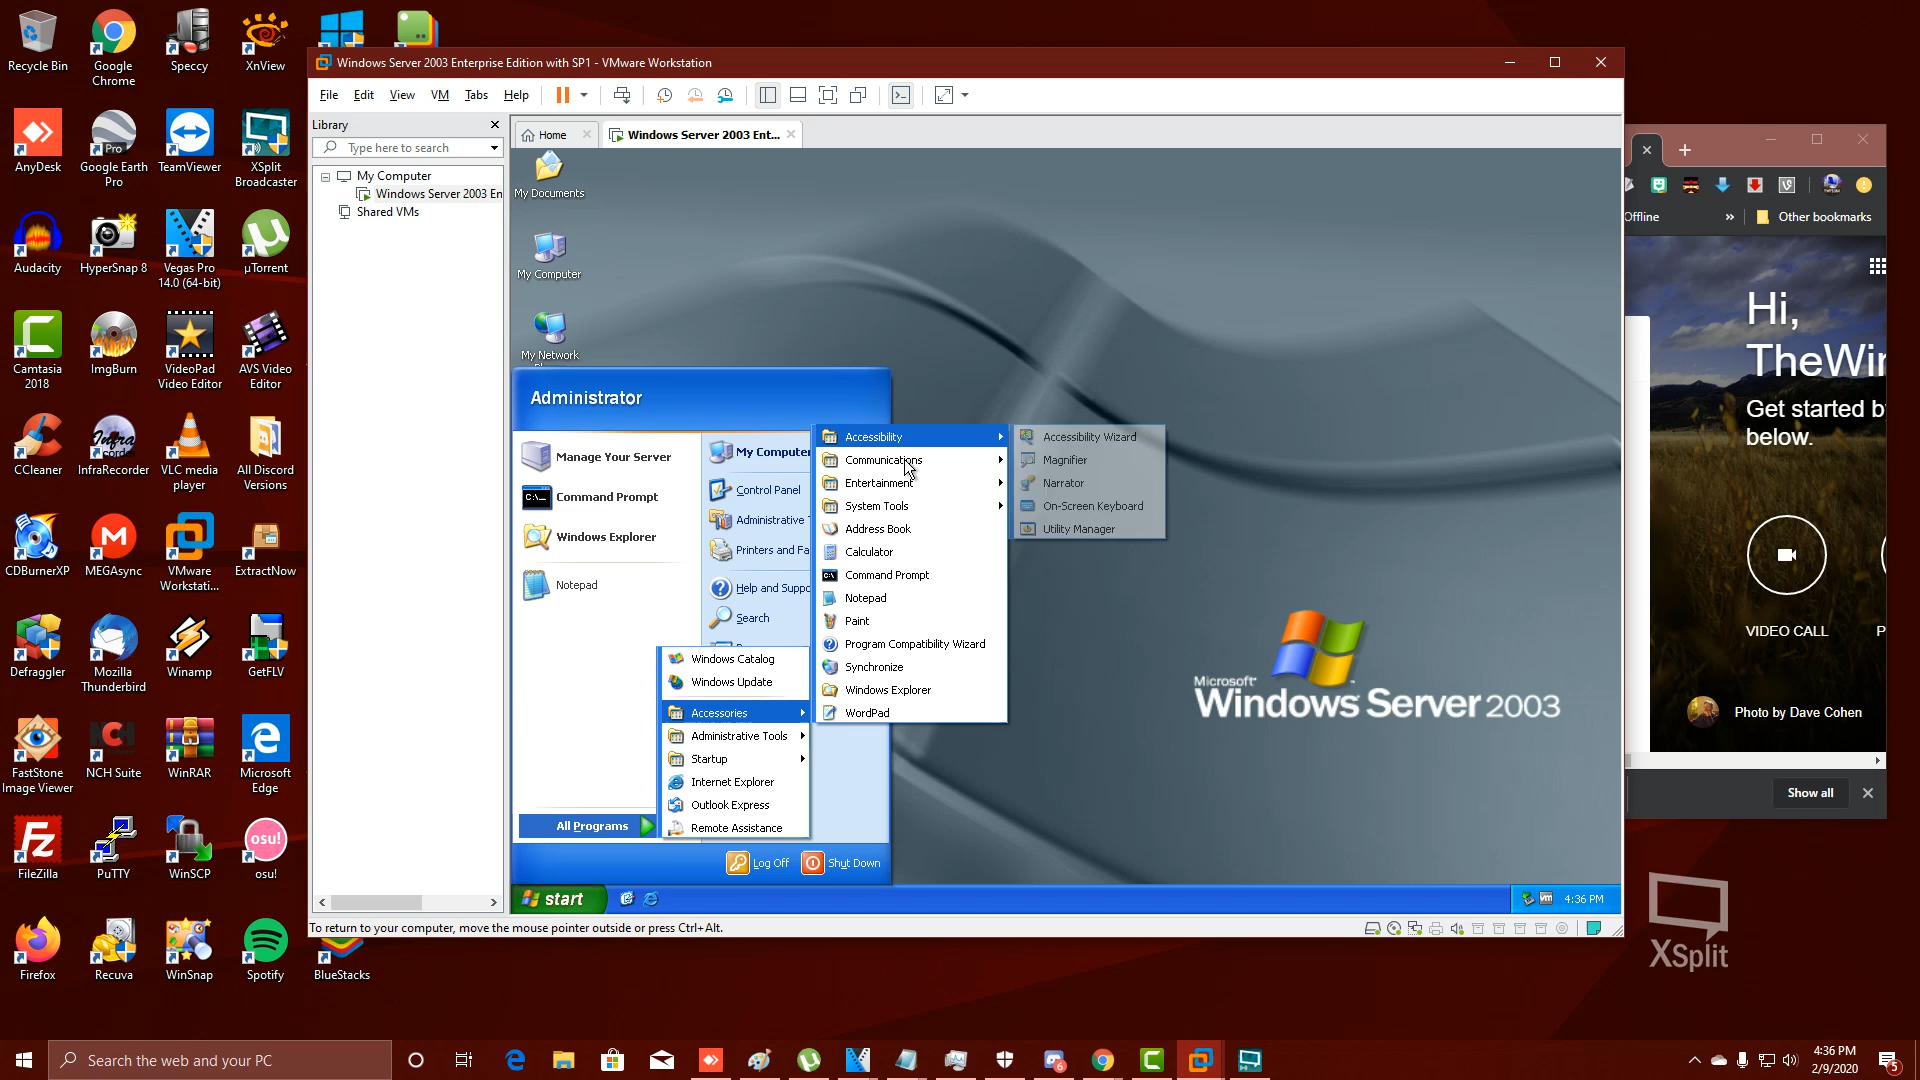 Recycle Bin
Google
Chrome
Speccy
XnView
AnyDesk
Google Earth
Pro
TeamViewer
XSplit
Broadcaster
Audacity
HyperSnap 8
Vegas Pro
14.0 (64-bit)
µTorrent
Camtasia
2018
ImgBurn
VideoPad
Video Editor
AVS Video
Editor
CCleaner
InfraRecorder
VLC media
player
All Discord
Versions
CDBurnerXP
MEGAsync
VMware
Workstati...
ExtractNow
Defraggler
Mozilla
Thunderbird
Winamp
GetFLV
FastStone
Image Viewer
NCH Suite
WinRAR
Microsoft
Edge
FileZilla
PuTTY
WinSCP
osu!
osu!
Firefox
Recuva
WinSnap
Spotify
BlueStacks
Windows Server 2003 Enterprise Edition with SP1 - VMware Workstation
File Edit View VM Tabs Help
Library
Type here to search
My Computer
Windows Server 2003 En
Shared VMs
Home
Windows Server 2003 Ent...
My Documents
My Computer
My Network
Administrator
Manage Your Server
Command Prompt
Windows Explorer
Notepad
All Programs
My Computer
Control Panel
Administrative T
Printers and Fa
Help and Suppo
Search
Log Off
Shut Down
Windows Catalog
Windows Update
Accessories
Administrative Tools
Startup
Internet Explorer
Outlook Express
Remote Assistance
Accessibility
Communications
Entertainment
System Tools
Address Book
Calculator
Command Prompt
Notepad
Paint
Program Compatibility Wizard
Synchronize
Windows Explorer
WordPad
Accessibility Wizard
Magnifier
Narrator
On-Screen Keyboard
Utility Manager
Microsoft
Windows Server 2003
start
4:36 PM
To return to your computer, move the mouse pointer outside or press Ctrl+Alt.
Offline
»
Other bookmarks
Hi,
TheWin
Get started b
below.
VIDEO CALL
P
Photo by Dave Cohen
Show all
XSplit
Search the web and your PC
4:36 PM
2/9/2020
5